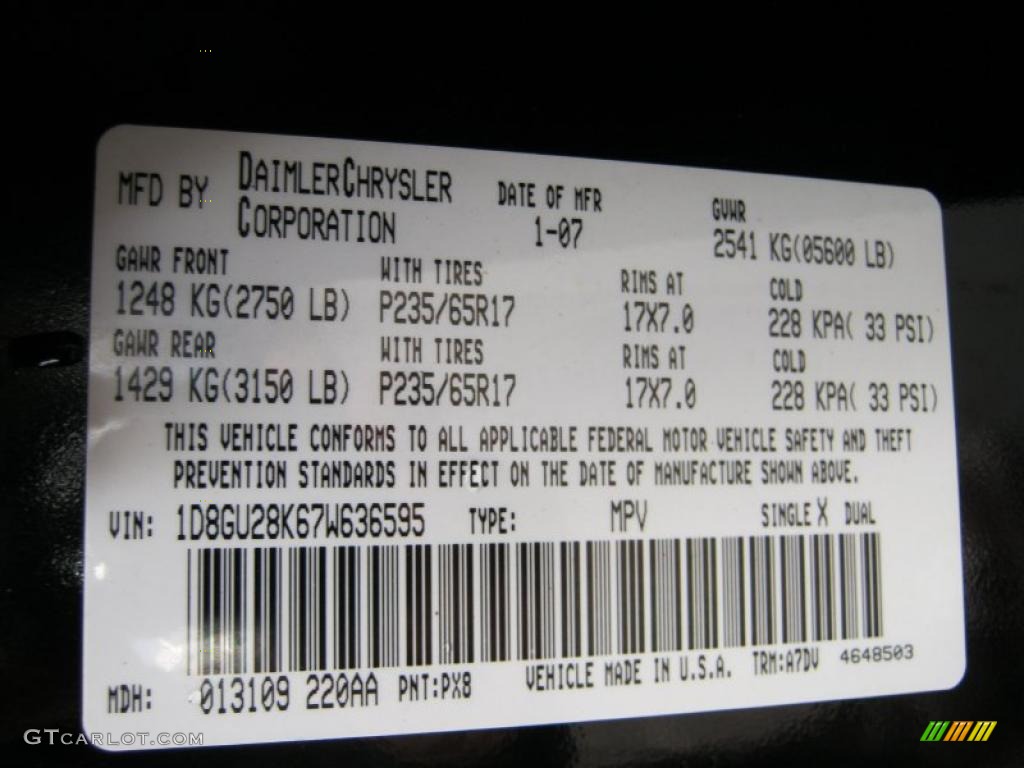 MFD BY DAIMLERCHRYSLER CORPORATION DATE OF MFR 1-07 GVWR 2541 KG(05600 LB)
GAWR FRONT WITH TIRES RIMS AT COLD
1248 KG(2750 LB) P235/65R17 17X7.0 228 KPA( 33 PSI)
GAWR REAR WITH TIRES RIMS AT COLD
1429 KG(3150 LB) P235/65R17 17X7.0 228 KPA( 33 PSI)
THIS VEHICLE CONFORMS TO ALL APPLICABLE FEDERAL MOTOR VEHICLE SAFETY AND THEFT
PREVENTION STANDARDS IN EFFECT ON THE DATE OF MANUFACTURE SHOWN ABOVE.
VIN: 1D8GU28K67W636595 TYPE: MPV SINGLE X DUAL
MDH: 013109 220AA PNT:PX8 VEHICLE MADE IN U.S.A. TRM:A7DV 4648503
GTCARLOT.COM